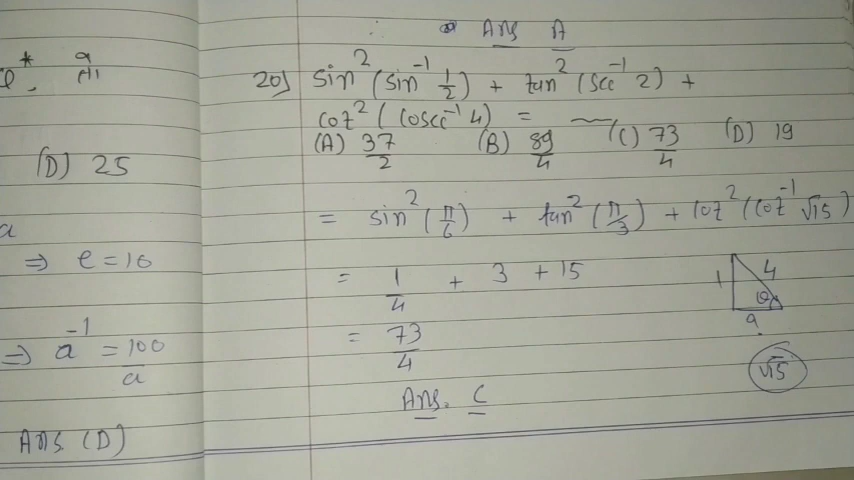 Ans A
20) sin² (sin⁻¹ 1/2) + tan² (sec⁻¹ 2) +
cot² (cosec⁻¹ 4) =
(A) 37/2 (B) 89/4 (C) 73/4 (D) 19
= sin² (π/6) + tan² (π/3) + cot² (cot⁻¹ √15)
= 1/4 + 3 + 15
= 73/4
Ans. C
1 4 θ
a
√15
(D) 25
a
⇒ e = 10
⇒ a⁻¹ = 100/a
Ans (D)